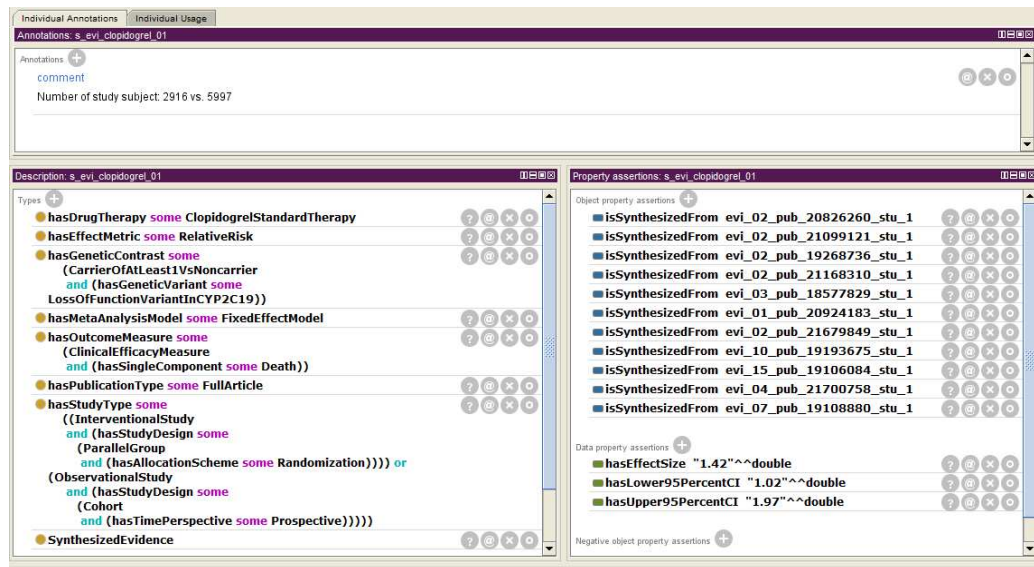 Individual Annotations Individual Usage
Annotations: s_evi_clopidogrel_01
Annotations
comment
Number of study subject: 2916 vs. 5997
Description: s_evi_clopidogrel_01
Types
hasDrugTherapy some ClopidogrelStandardTherapy
hasEffectMetric some RelativeRisk
hasGeneticContrast some
(CarrierOfAtLeast1VsNoncarrier
and (hasGeneticVariant some
LossOfFunctionVariantInCYP2C19))
hasMetaAnalysisModel some FixedEffectModel
hasOutcomeMeasure some
(ClinicalEfficacyMeasure
and (hasSingleComponent some Death))
hasPublicationType some FullArticle
hasStudyType some
((InterventionalStudy
and (hasStudyDesign some
(ParallelGroup
and (hasAllocationScheme some Randomization)))) or
(ObservationalStudy
and (hasStudyDesign some
(Cohort
and (hasTimePerspective some Prospective)))))
SynthesizedEvidence
Property assertions: s_evi_clopidogrel_01
Object property assertions
isSynthesizedFrom evi_02_pub_20826260_stu_1
isSynthesizedFrom evi_02_pub_21099121_stu_1
isSynthesizedFrom evi_02_pub_19268736_stu_1
isSynthesizedFrom evi_02_pub_21168310_stu_1
isSynthesizedFrom evi_03_pub_18577829_stu_1
isSynthesizedFrom evi_01_pub_20924183_stu_1
isSynthesizedFrom evi_02_pub_21679849_stu_1
isSynthesizedFrom evi_10_pub_19193675_stu_1
isSynthesizedFrom evi_15_pub_19106084_stu_1
isSynthesizedFrom evi_04_pub_21700758_stu_1
isSynthesizedFrom evi_07_pub_19108880_stu_1
Data property assertions
hasEffectSize "1.42"^^double
hasLower95PercentCI "1.02"^^double
hasUpper95PercentCI "1.97"^^double
Negative object property assertions